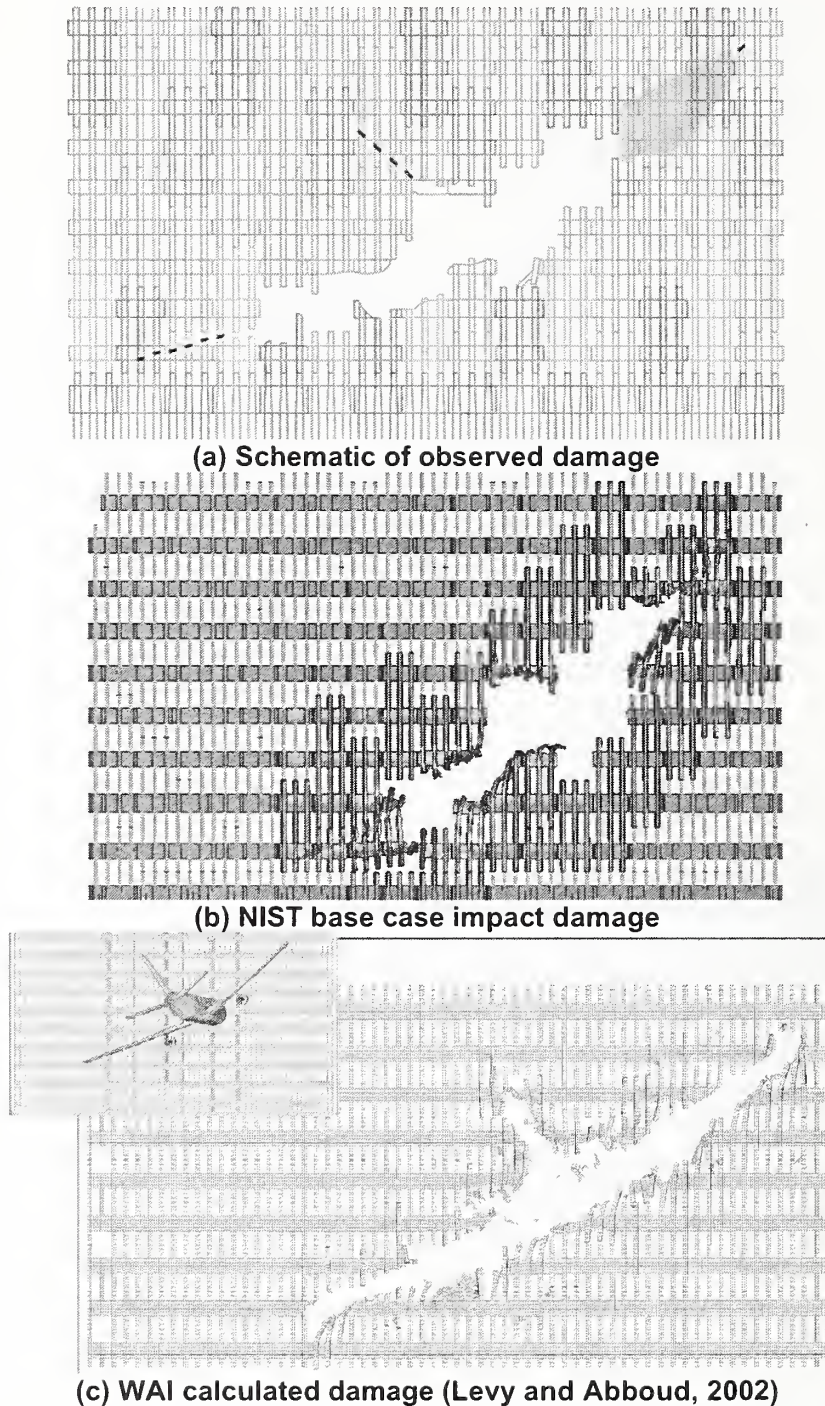 (a) Schematic of observed damage
(b) NIST base case impact damage
(c) WAI calculated damage (Levy and Abboud, 2002)